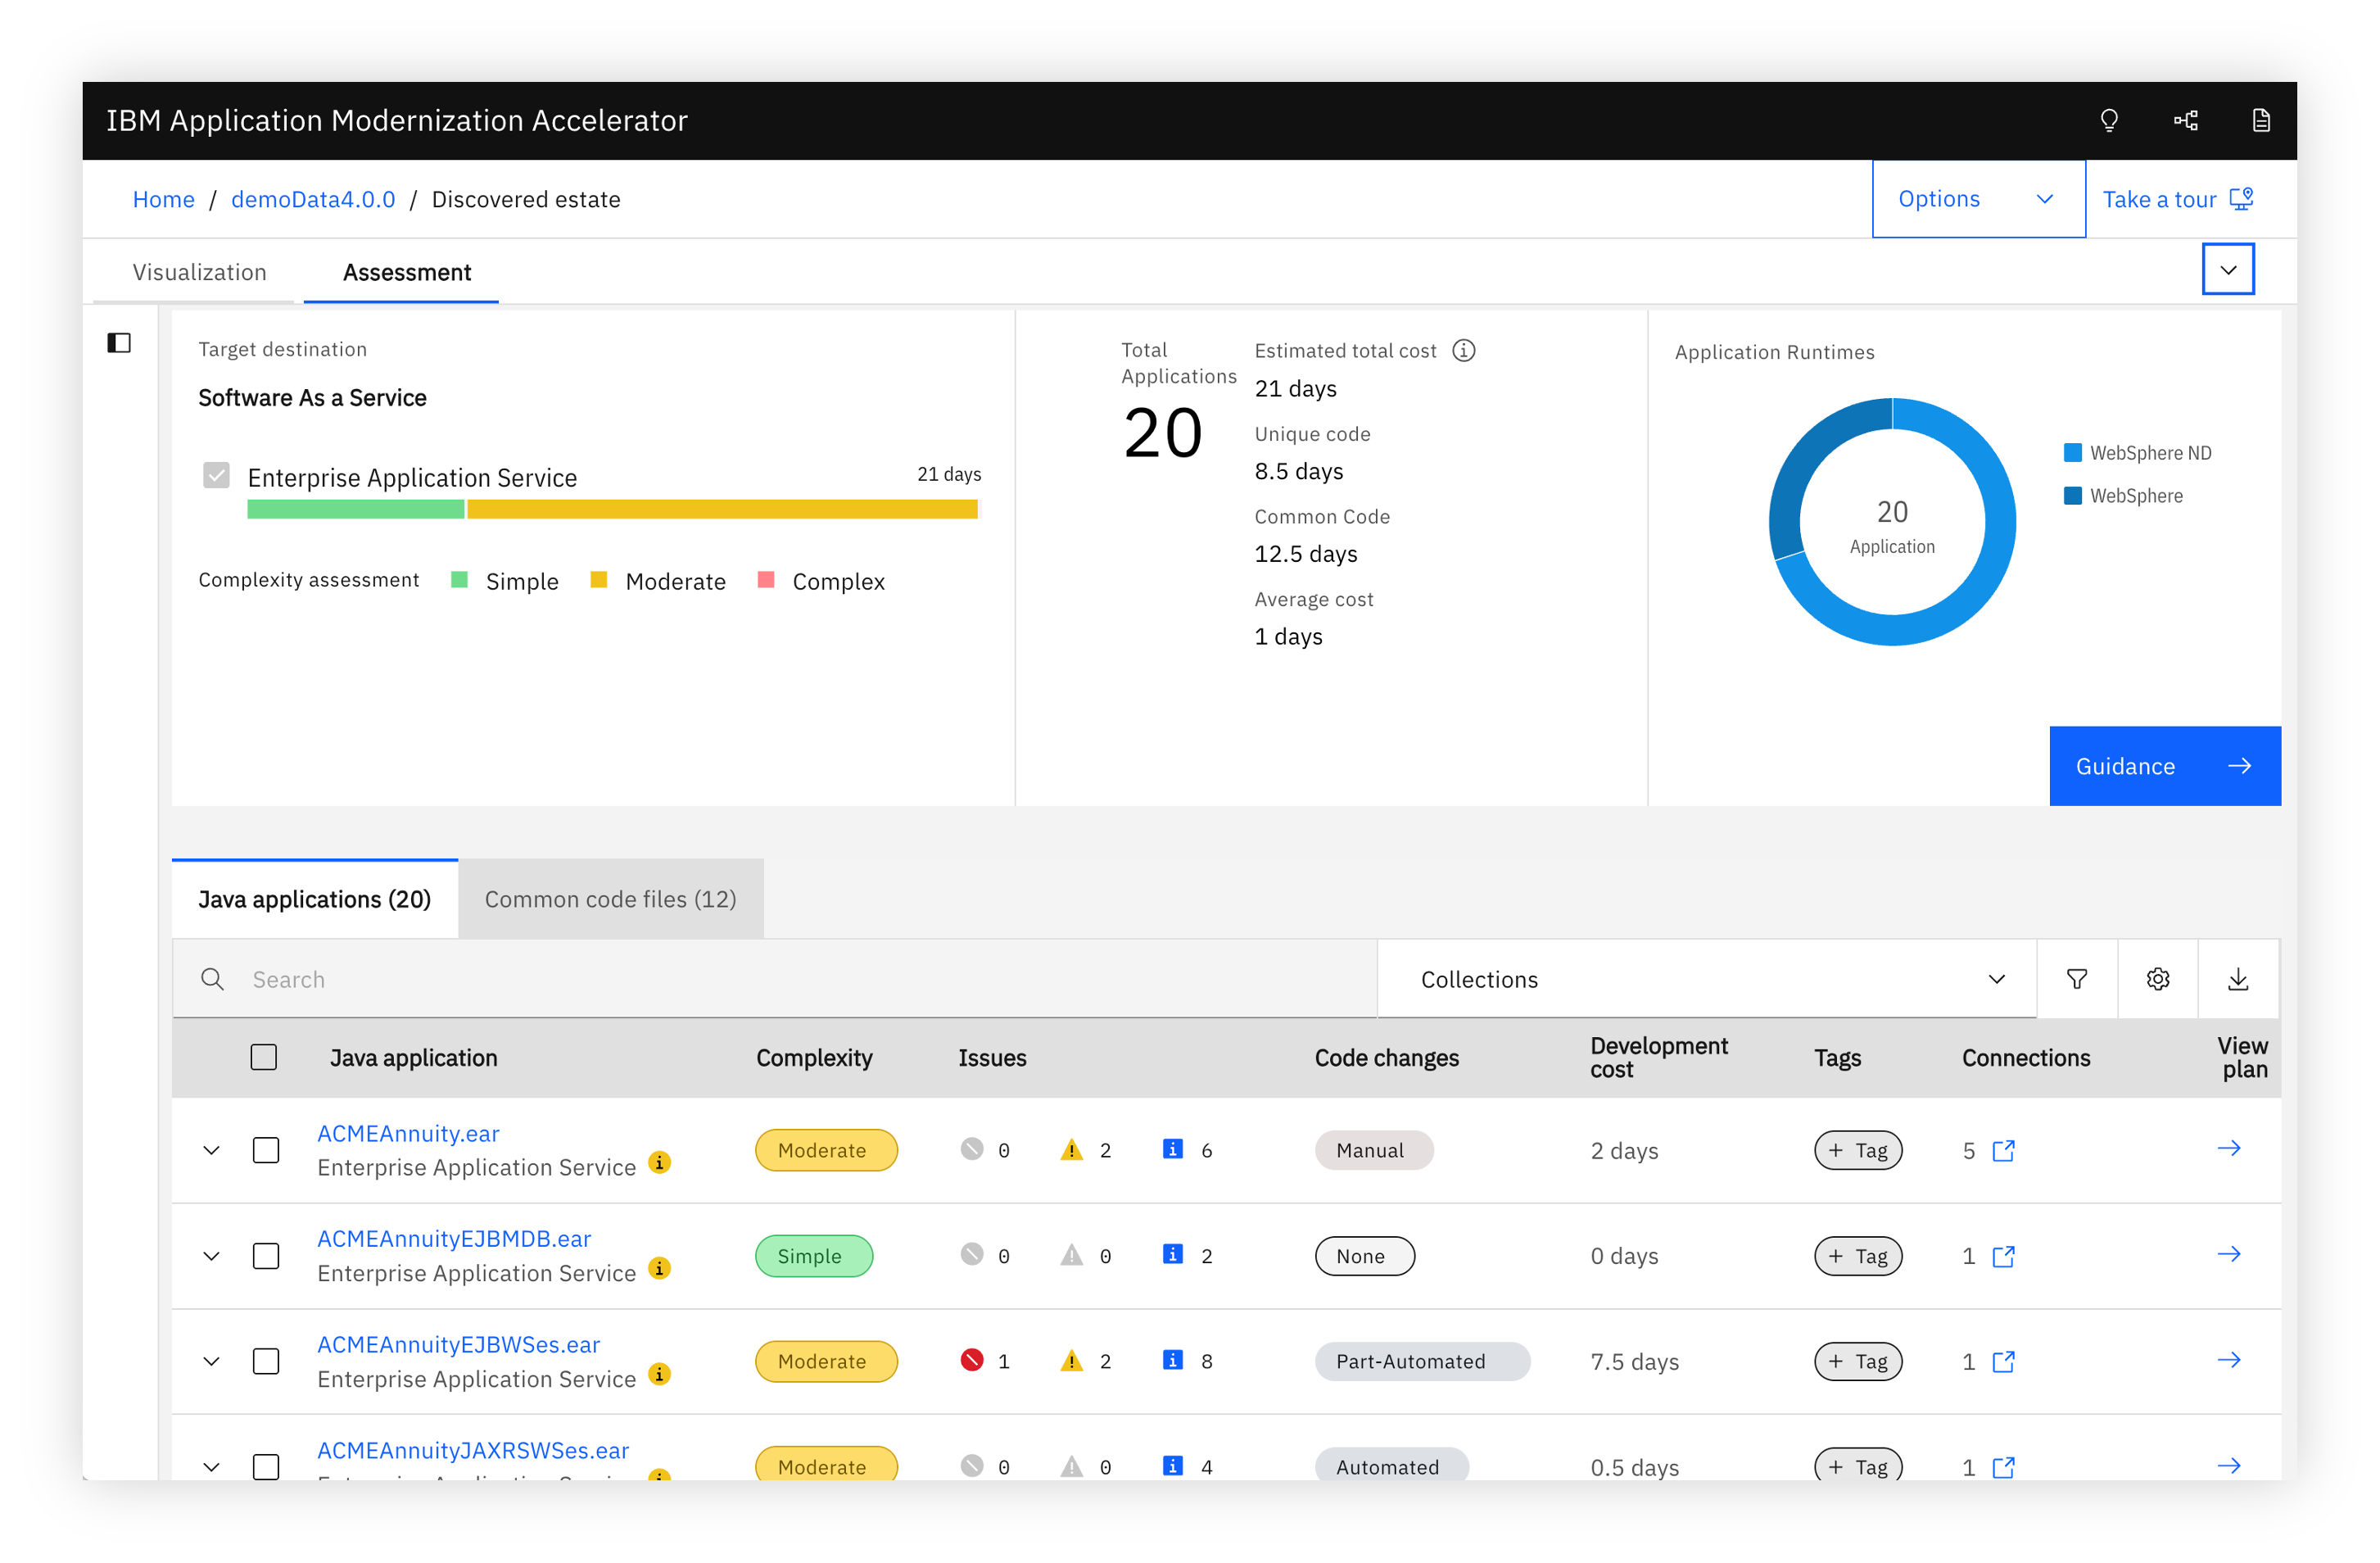 IBM Application Modernization Accelerator
Home / demoData4.0.0 / Discovered estate
Options
Take a tour
Visualization
Assessment
Target destination
Software As a Service
Enterprise Application Service
21 days
Complexity assessment
Simple
Moderate
Complex
Total
Applications
20
Estimated total cost
21 days
Unique code
8.5 days
Common Code
12.5 days
Average cost
1 days
Application Runtimes
20
Application
WebSphere ND
WebSphere
Guidance
Java applications (20)
Common code files (12)
Search
Collections
Java application
Complexity
Issues
Code changes
Development
cost
Tags
Connections
View
plan
ACMEAnnuity.ear
Enterprise Application Service
Moderate
0
2
6
Manual
2 days
+ Tag
5
ACMEAnnuityEJBMDB.ear
Enterprise Application Service
Simple
0
0
2
None
0 days
+ Tag
1
ACMEAnnuityEJBWSes.ear
Enterprise Application Service
Moderate
1
2
8
Part-Automated
7.5 days
+ Tag
1
ACMEAnnuityJAXRSWSes.ear
Moderate
0
0
4
Automated
0.5 days
+ Tag
1